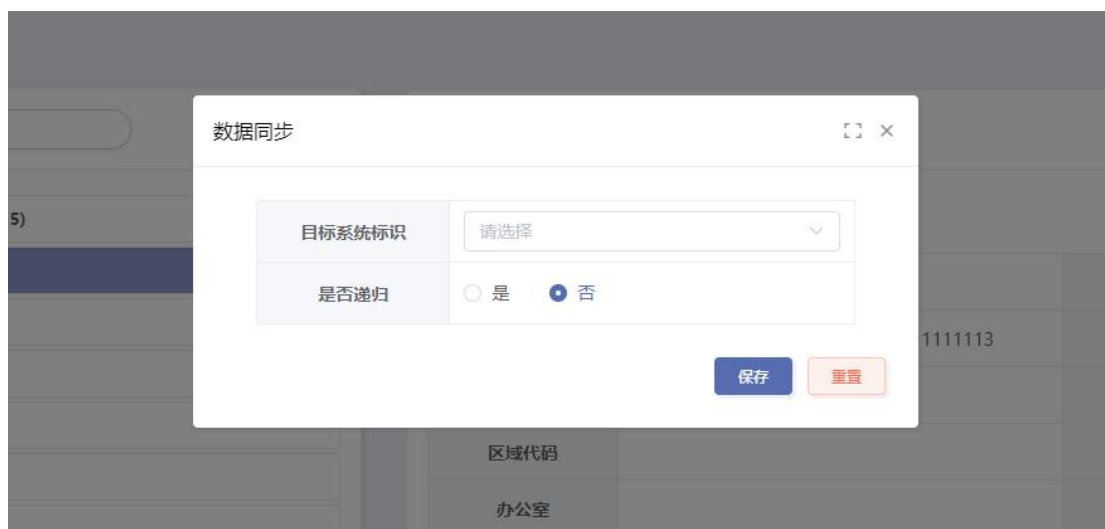 数据同步
5)
目标系统标识 请选择
是否递归 是 否
1111113
保存 重置
区域代码
办公室